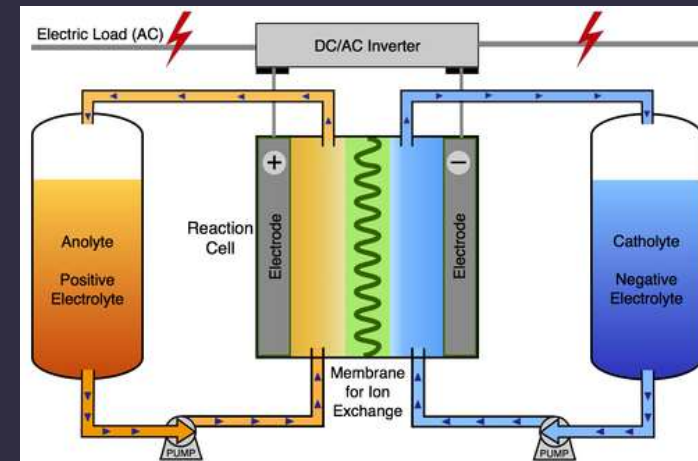 Electric Load (AC)
DC/AC Inverter
+
−
Anolyte
Positive
Electrolyte
Reaction
Cell
Electrode
Electrode
Catholyte
Negative
Electrolyte
Membrane
for Ion
Exchange
PUMP
PUMP